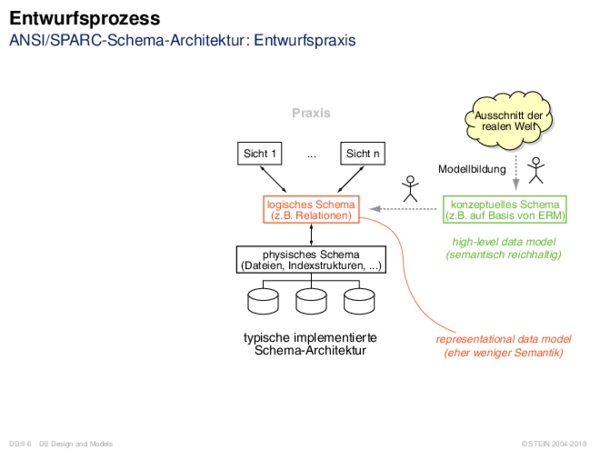 Entwurfsprozess
ANSI/SPARC-Schema-Architektur: Entwurfspraxis
Praxis
Ausschnitt der
realen Welt
Sicht 1
...
Sicht n
Modellbildung
logisches Schema
(z.B. Relationen)
konzeptuelles Schema
(z.B. auf Basis von ERM)
high-level data model
(semantisch reichhaltig)
physisches Schema
(Dateien, Indexstrukturen, ...)
typische implementierte
Schema-Architektur
representational data model
(eher weniger Semantik)
DB:II-6 DB Design and Models
© STEIN 2004-2018